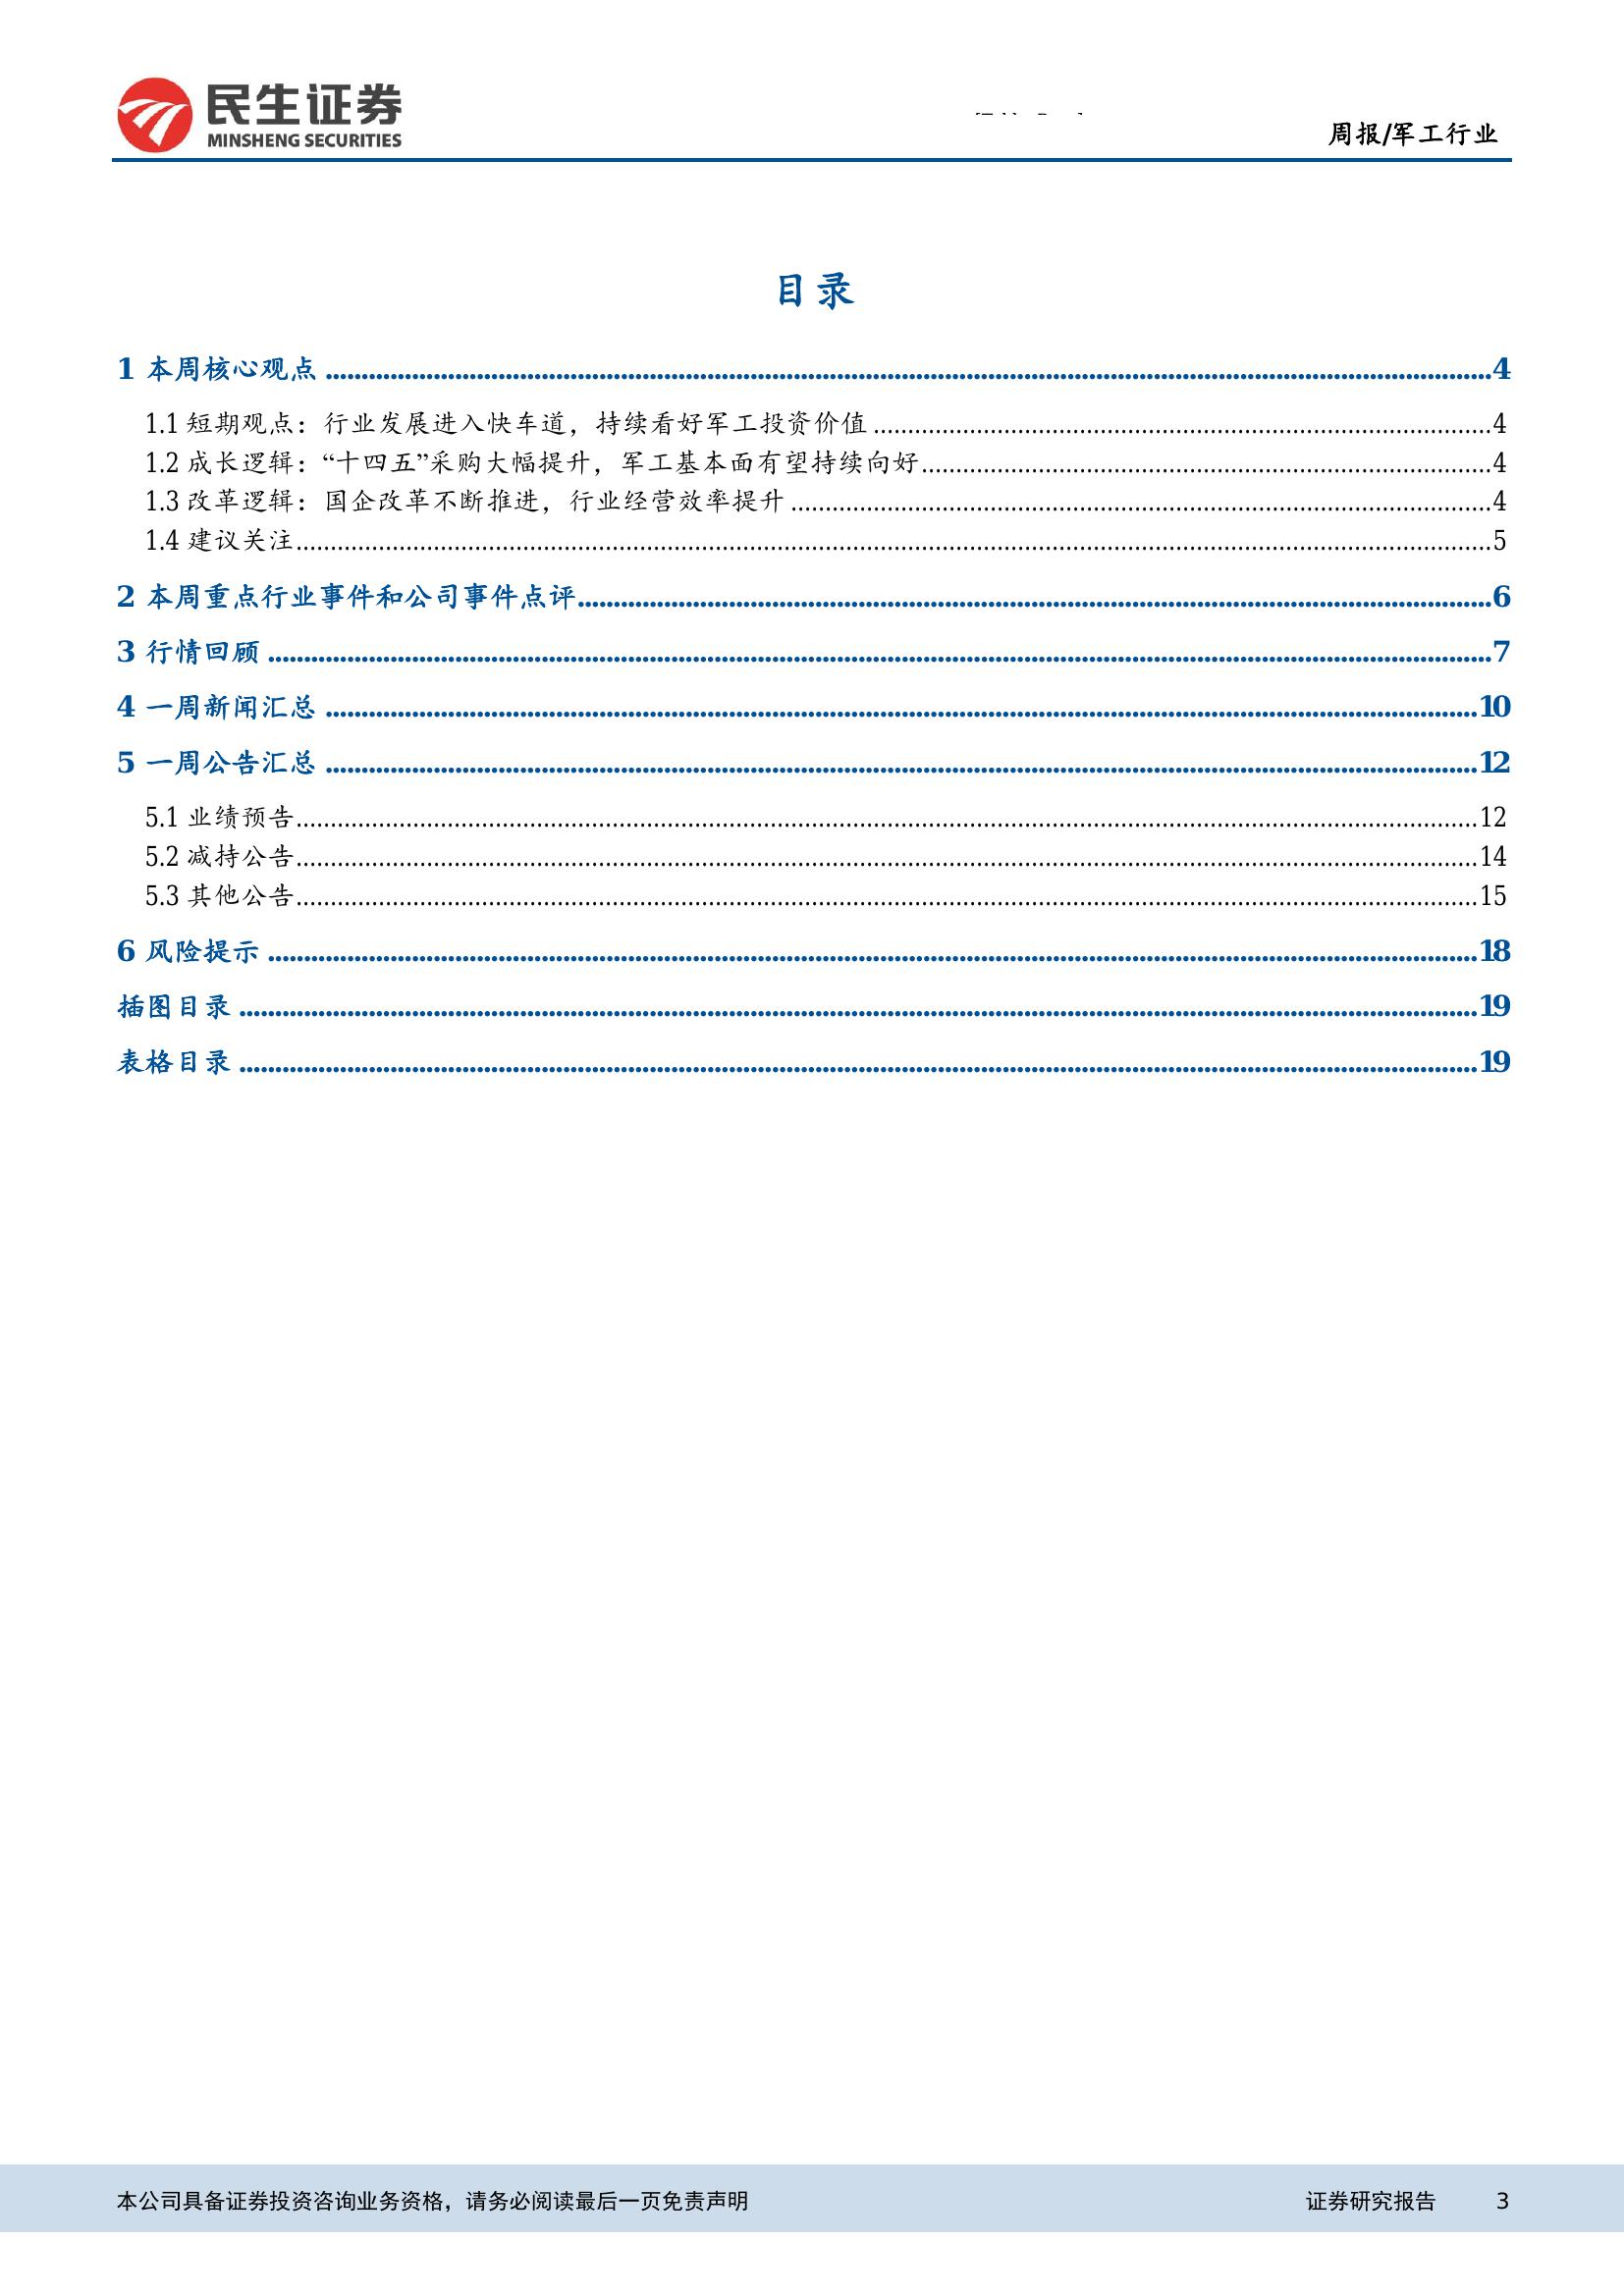 民生证券
MINSHENG SECURITIES
周报/军工行业
目录
1 本周核心观点 ........ 4
1.1 短期观点：行业发展进入快车道，持续看好军工投资价值 ........ 4
1.2 成长逻辑：“十四五”采购大幅提升，军工基本面有望持续向好 ........ 4
1.3 改革逻辑：国企改革不断推进，行业经营效率提升 ........ 4
1.4 建议关注 ........ 5
2 本周重点行业事件和公司事件点评 ........ 6
3 行情回顾 ........ 7
4 一周新闻汇总 ........ 10
5 一周公告汇总 ........ 12
5.1 业绩预告 ........ 12
5.2 减持公告 ........ 14
5.3 其他公告 ........ 15
6 风险提示 ........ 18
插图目录 ........ 19
表格目录 ........ 19
本公司具备证券投资咨询业务资格，请务必阅读最后一页免责声明 证券研究报告 3